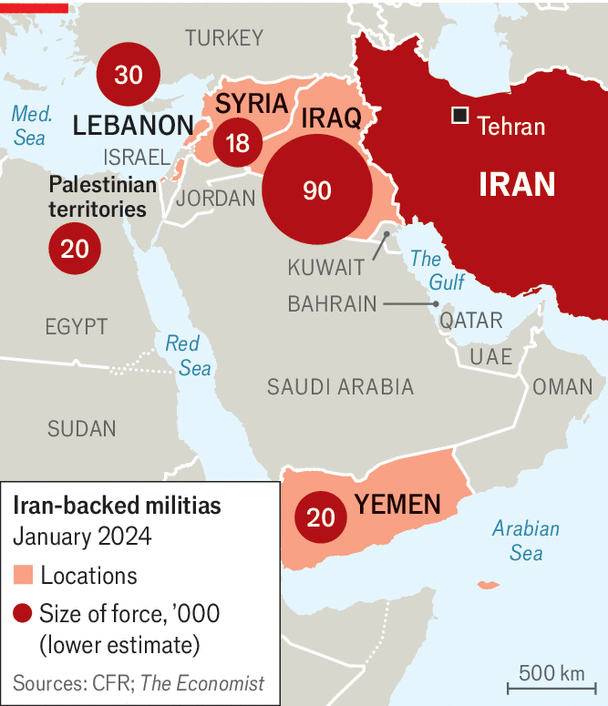 TURKEY
30
Med.
Sea
LEBANON
SYRIA
18
IRAQ
90
Tehran
IRAN
ISRAEL
Palestinian
territories
20
JORDAN
KUWAIT
The
Gulf
BAHRAIN
QATAR
EGYPT
Red
Sea
UAE
SAUDI ARABIA
OMAN
SUDAN
20
YEMEN
Arabian
Sea
Iran-backed militias
January 2024
Locations
Size of force, ’000
(lower estimate)
Sources: CFR; The Economist
500 km